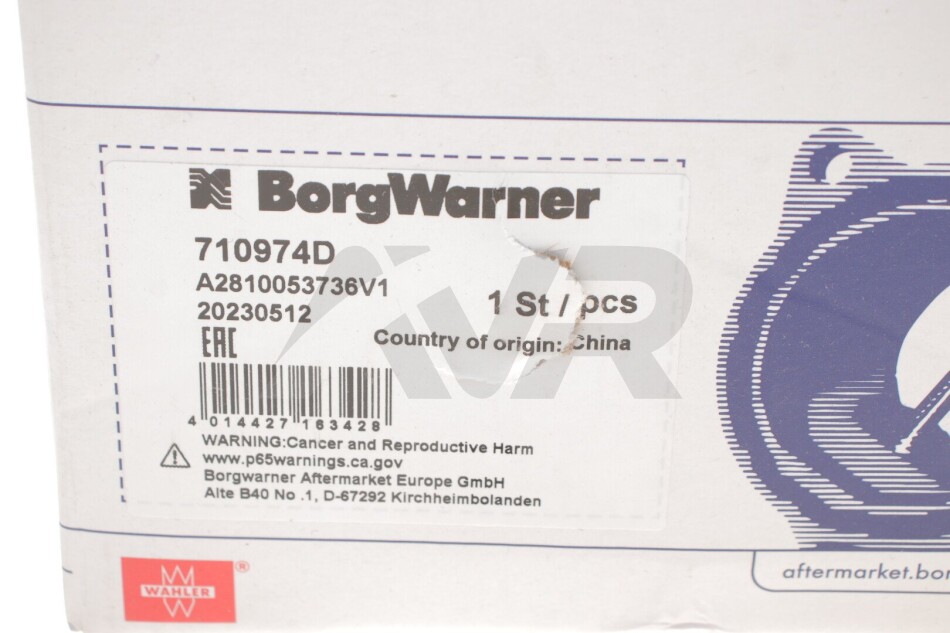 BorgWarner
710974D
A2810053736V1
20230512
1 St / pcs
EAC
Country of origin: China
4 014427 163428
WARNING:Cancer and Reproductive Harm
www.p65warnings.ca.gov
Borgwarner Aftermarket Europe GmbH
Alte B40 No .1, D-67292 Kirchheimbolanden
AVR
WAHLER
®
aftermarket.bor